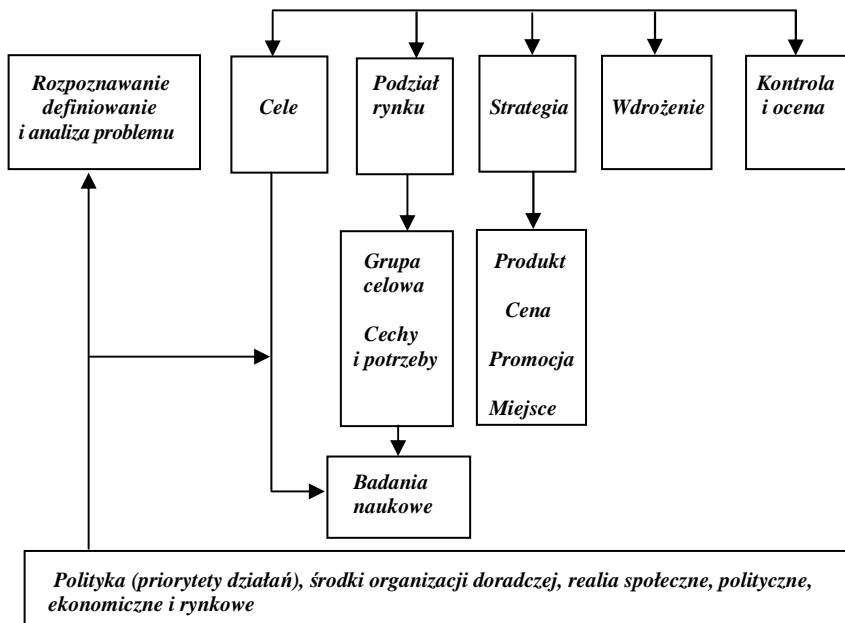 Rozpoznawanie
definiowanie
i analiza problemu
Cele
Podział
rynku
Strategia
Wdrożenie
Kontrola
i ocena
Grupa
celowa
Cechy
i potrzeby
Produkt
Cena
Promocja
Miejsce
Badania
naukowe
Polityka (priorytety działań), środki organizacji doradczej, realia społeczne, polityczne,
ekonomiczne i rynkowe